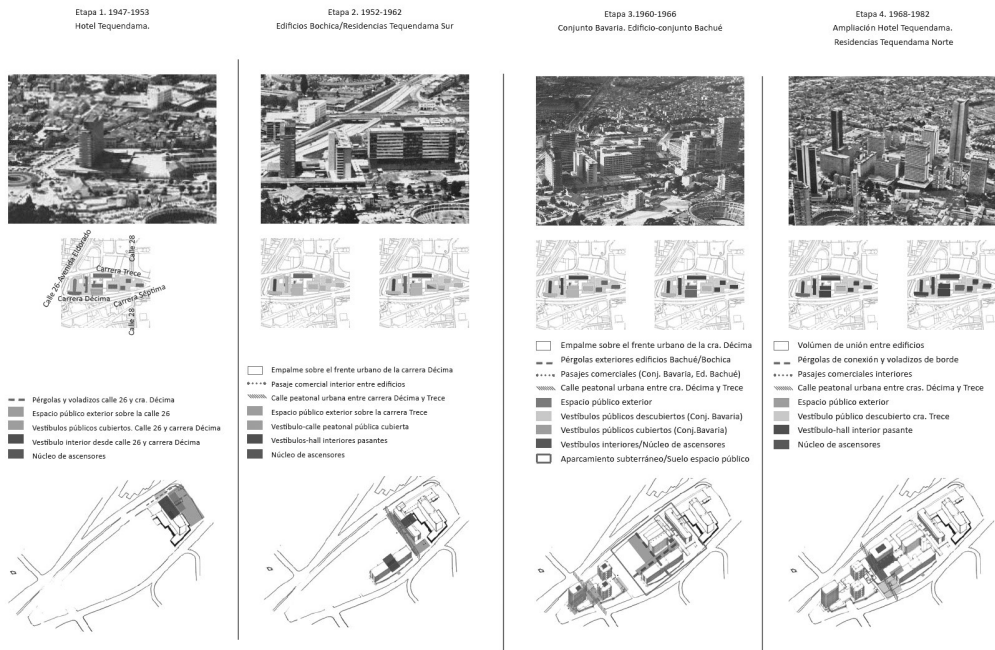 Etapa 1. 1947-1953
Hotel Tequendama.
Calle 26-Avenida Eldorado
Calle 28
Carrera Trece
Carrera Décima
Carrera Séptima
Calle 28
Pérgolas y voladizos calle 26 y cra. Décima
Espacio público exterior sobre la calle 26
Vestíbulos públicos cubiertos. Calle 26 y carrera Décima
Vestíbulo interior desde calle 26 y carrera Décima
Núcleo de ascensores
Etapa 2. 1952-1962
Edificios Bochica/Residencias Tequendama Sur
Empalme sobre el frente urbano de la carrera Décima
Pasaje comercial interior entre edificios
Calle peatonal urbana entre carrera Décima y Trece
Espacio público exterior sobre la carrera Trece
Vestíbulo-calle peatonal pública cubierta
Vestíbulos-hall interiores pasantes
Núcleo de ascensores
Etapa 3.1960-1966
Conjunto Bavaria. Edificio-conjunto Bachué
Empalme sobre el frente urbano de la cra. Décima
Pérgolas exteriores edificios Bachué/Bochica
Pasajes comerciales (Conj. Bavaria, Ed. Bachué)
Calle peatonal urbana entre cra. Décima y Trece
Espacio público exterior
Vestíbulos públicos descubiertos (Conj. Bavaria)
Vestíbulos públicos cubiertos (Conj.Bavaria)
Vestíbulos interiores/Núcleo de ascensores
Aparcamiento subterráneo/Suelo espacio público
Etapa 4. 1968-1982
Ampliación Hotel Tequendama.
Residencias Tequendama Norte
Volúmen de unión entre edificios
Pérgolas de conexión y voladizos de borde
Pasajes comerciales interiores
Calle peatonal urbana entre cras. Décima y Trece
Espacio público exterior
Vestíbulo público descubierto cra. Trece
Vestíbulo-hall interior pasante
Núcleo de ascensores